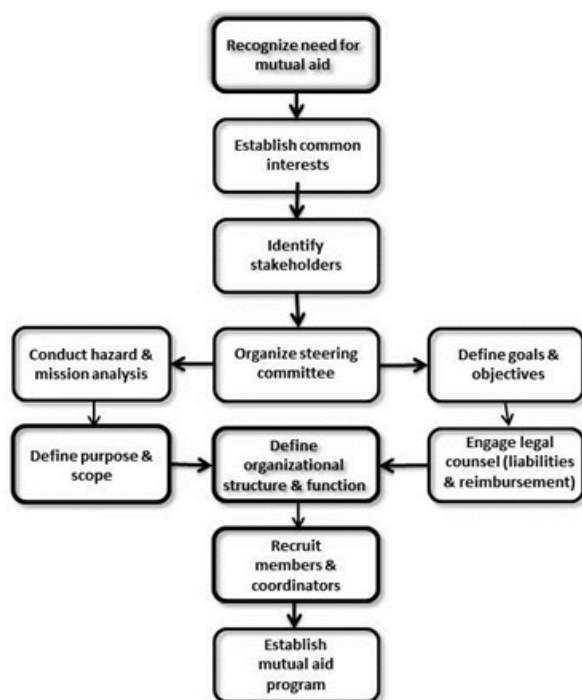 Recognize need for
mutual aid
Establish common
interests
Identify
stakeholders
Conduct hazard &
mission analysis
Organize steering
committee
Define goals &
objectives
Define purpose &
scope
Define
organizational
structure & function
Engage legal
counsel (liabilities
& reimbursement)
Recruit
members &
coordinators
Establish
mutual aid
program